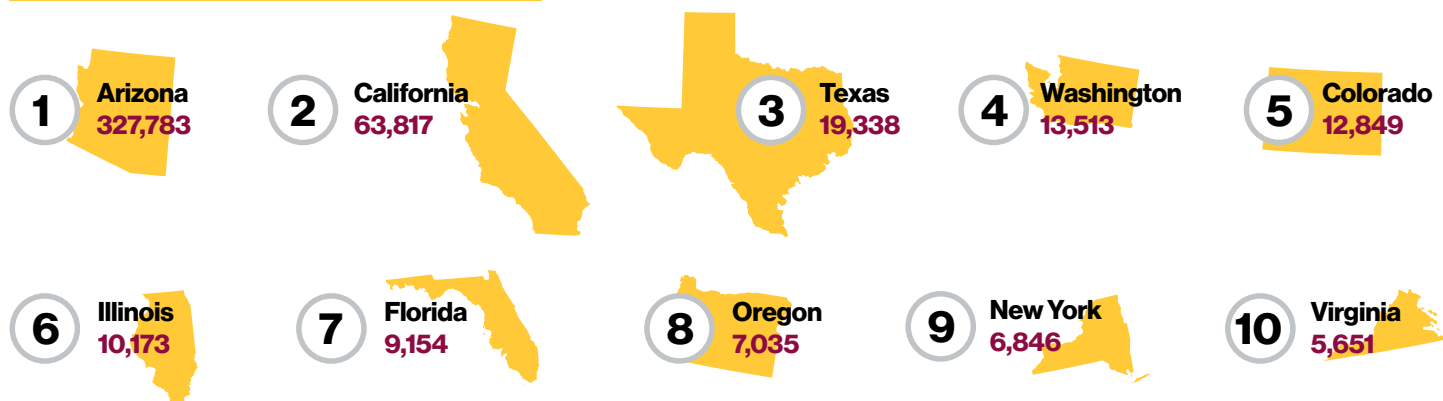 1
Arizona
327,783
2
California
63,817
3
Texas
19,338
4
Washington
13,513
5
Colorado
12,849
6
Illinois
10,173
7
Florida
9,154
8
Oregon
7,035
9
New York
6,846
10
Virginia
5,651